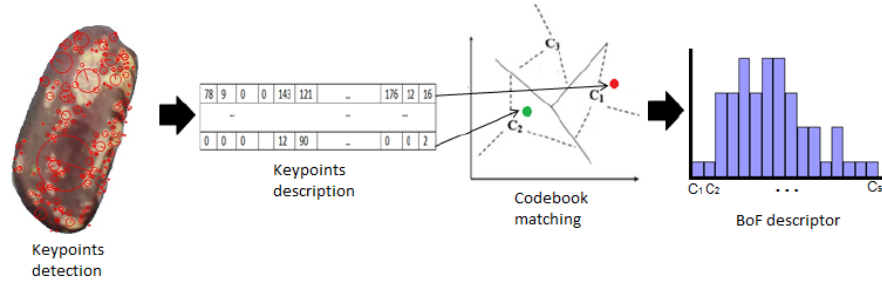 Keypoints
detection
78 9 0 0 143 121 .. 176 12 16
.. .. ..
0 0 0 12 90 .. 0 0 2
Keypoints
description
C3
C1
C2
Codebook
matching
C1 C2 ... Cs
BoF descriptor